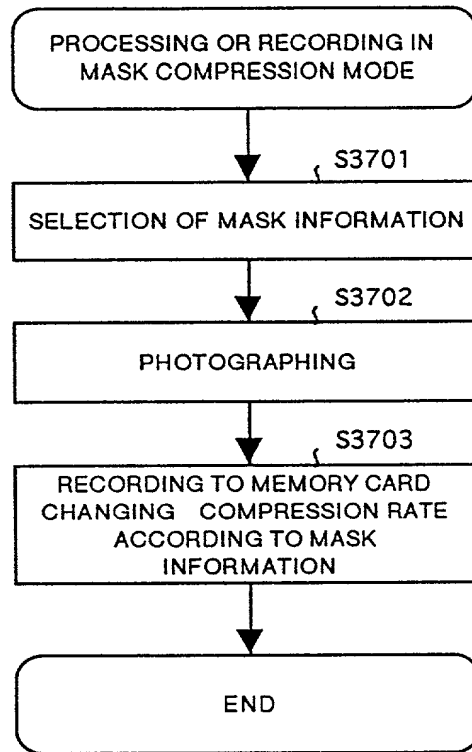 PROCESSING OR RECORDING IN
MASK COMPRESSION MODE
S3701
SELECTION OF MASK INFORMATION
S3702
PHOTOGRAPHING
S3703
RECORDING TO MEMORY CARD
CHANGING COMPRESSION RATE
ACCORDING TO MASK
INFORMATION
END